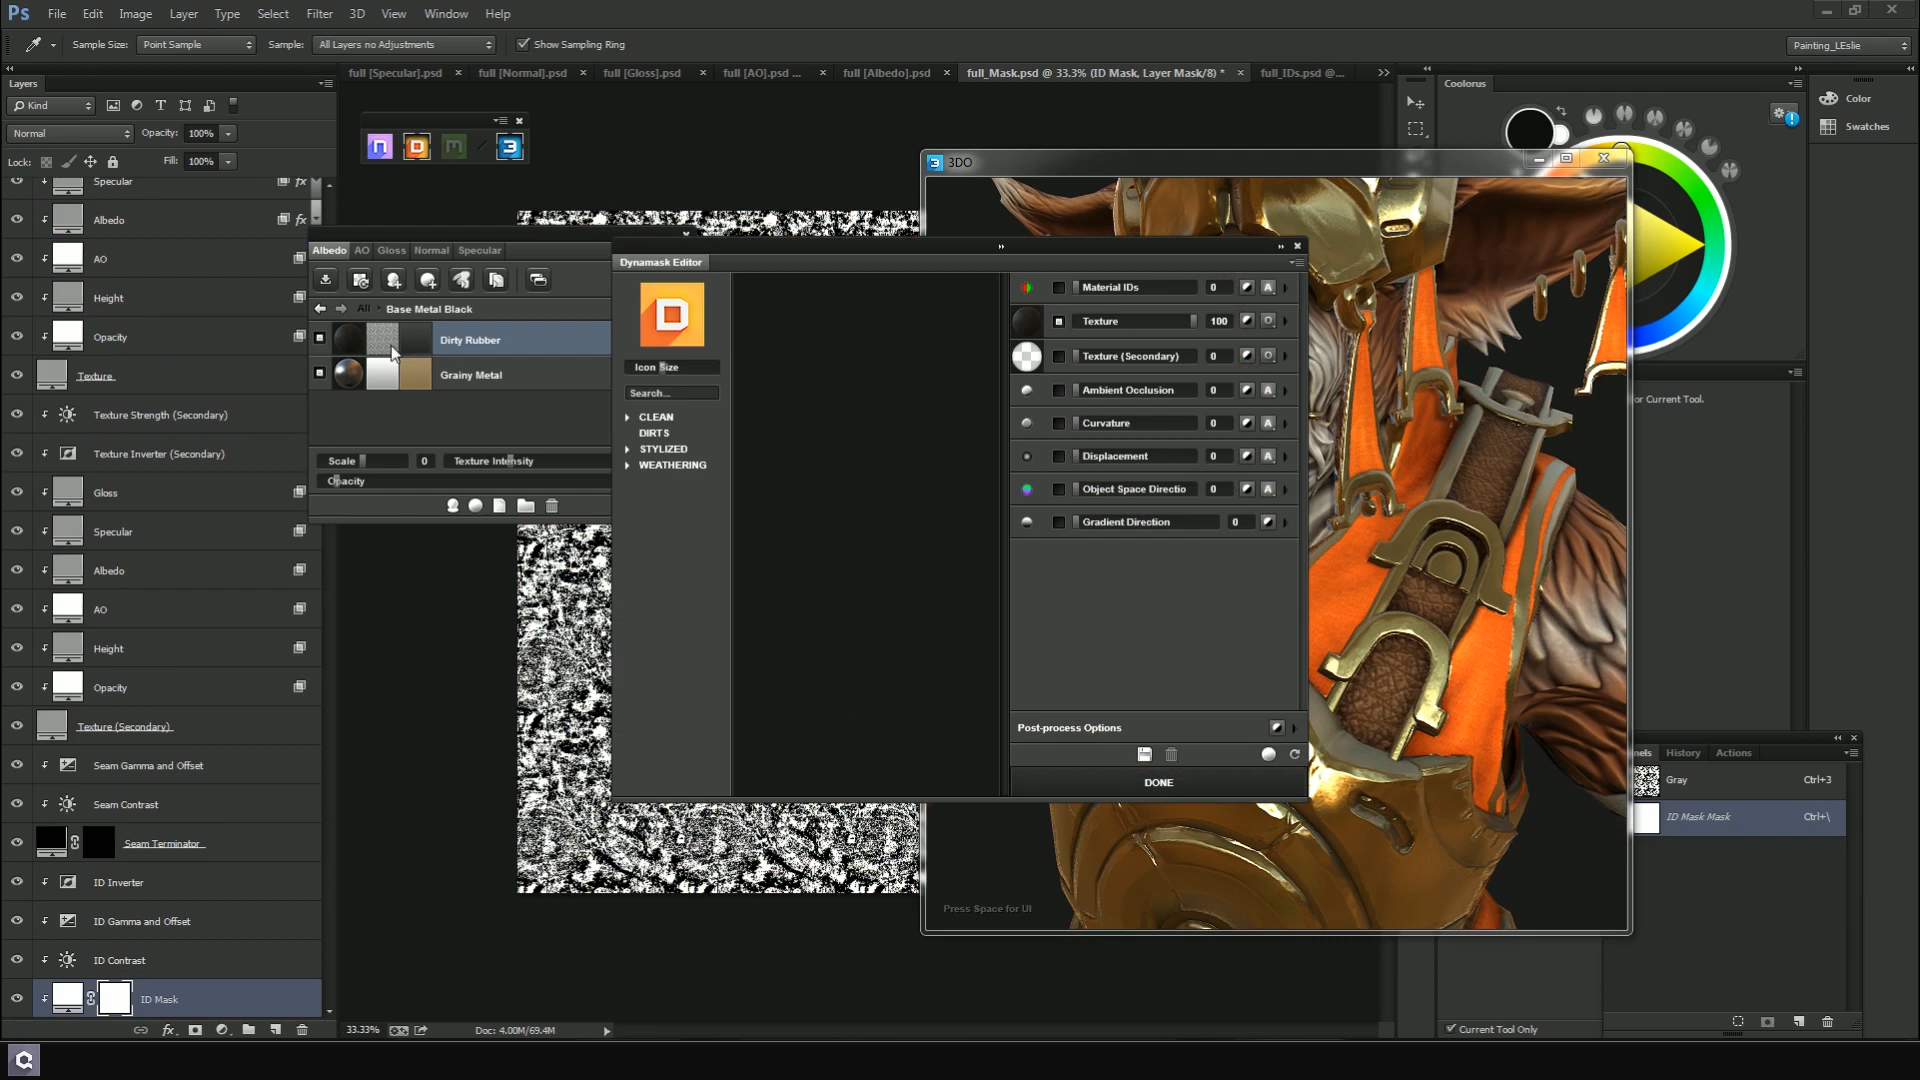 Ps File Edit Image Layer Type Select Filter 3D View Window Help
Sample Size: Point Sample Sample: All Layers no Adjustments Show Sampling Ring Painting_LEslie
full [Specular].psd full [Normal].psd full [Gloss].psd full [AO].psd ... full [Albedo].psd full_Mask.psd @ 33.3% (ID Mask, Layer Mask/8) * full_IDs.psd @...
Layers
Kind
Normal Opacity: 100%
Lock: Fill: 100%
Specular fx
Albedo fx
AO
Height
Opacity
Texture
Texture Strength (Secondary)
Texture Inverter (Secondary)
Gloss
Specular
Albedo
AO
Height
Opacity
Texture (Secondary)
Seam Gamma and Offset
Seam Contrast
Seam Terminator
ID Inverter
ID Gamma and Offset
ID Contrast
ID Mask
fx
n D m 3
Albedo AO Gloss Normal Specular
All Base Metal Black
Dirty Rubber
Grainy Metal
Scale 0 Texture Intensity
Opacity
Dynamask Editor
D
Icon Size
Search...
CLEAN
DIRTS
STYLIZED
WEATHERING
Material IDs 0 A
Texture 100
Texture (Secondary) 0
Ambient Occlusion 0 A
Curvature 0 A
Displacement 0 A
Object Space Directio 0 A
Gradient Direction 0
Post-process Options
DONE
3DO
Press Space for UI
Coolorus
Color
Swatches
or Current Tool.
nels History Actions
Gray Ctrl+3
ID Mask Mask Ctrl+\
Current Tool Only
33.33% Doc: 4.00M/69.4M